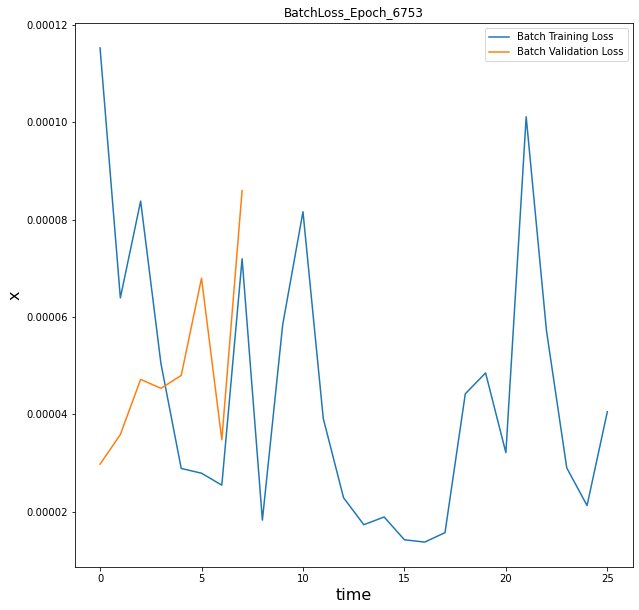 BatchLoss_Epoch_6753
Batch Training Loss
Batch Validation Loss
0.00012
0.00010
0.00008
0.00006
0.00004
0.00002
x
0 5 10 15 20 25
time